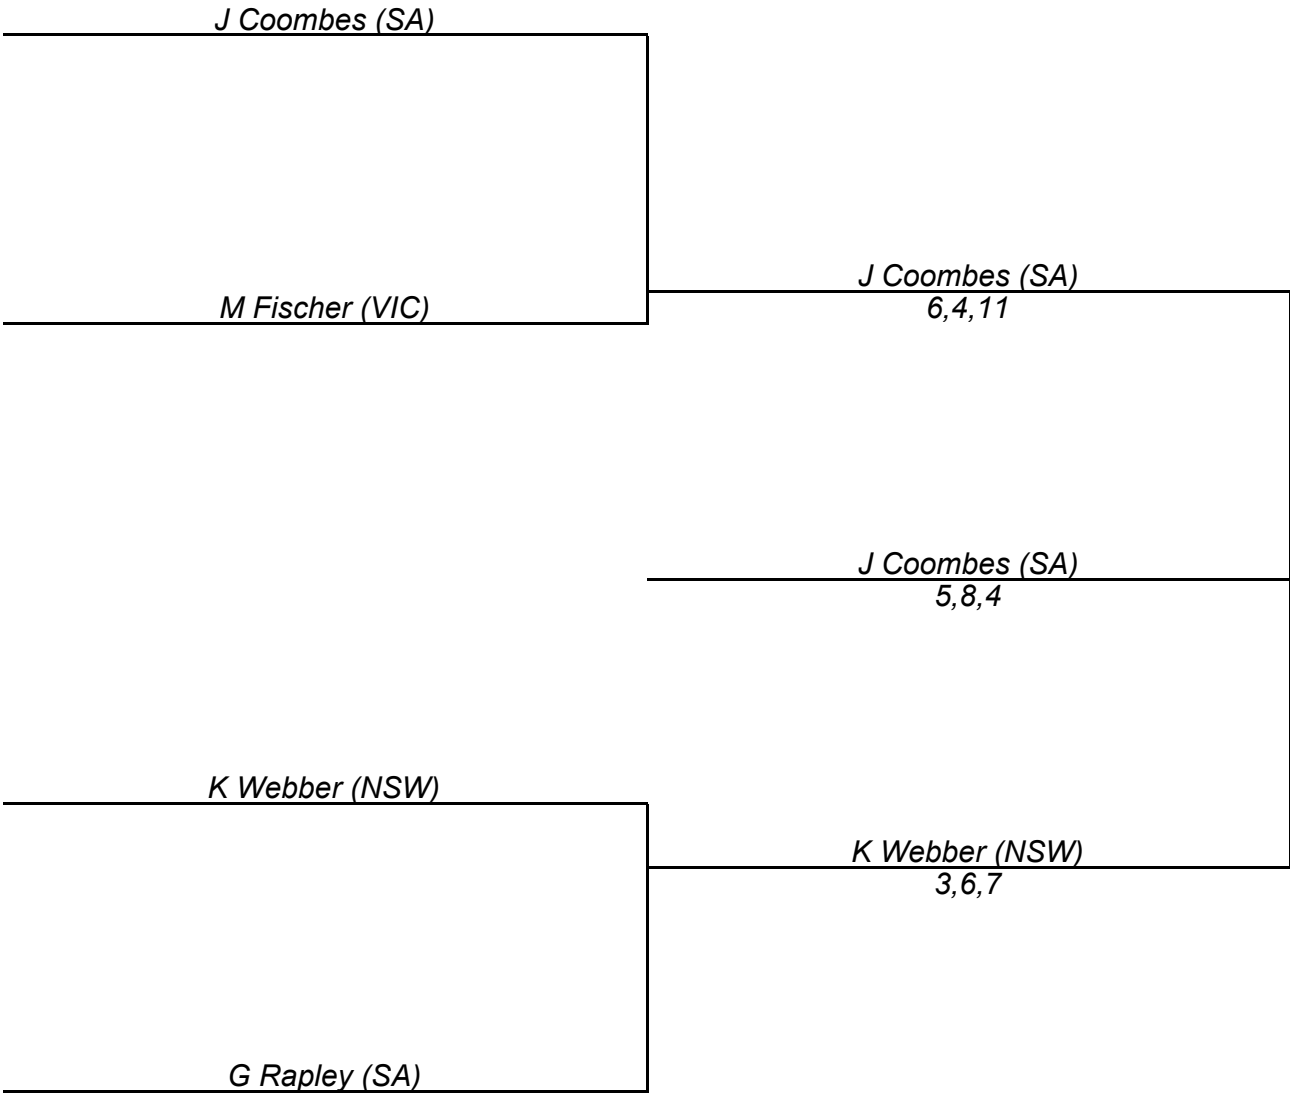 J Coombes (SA)
J Coombes (SA)
M Fischer (VIC)
6,4,11
J Coombes (SA)
5,8,4
K Webber (NSW)
K Webber (NSW)
3,6,7
G Rapley (SA)